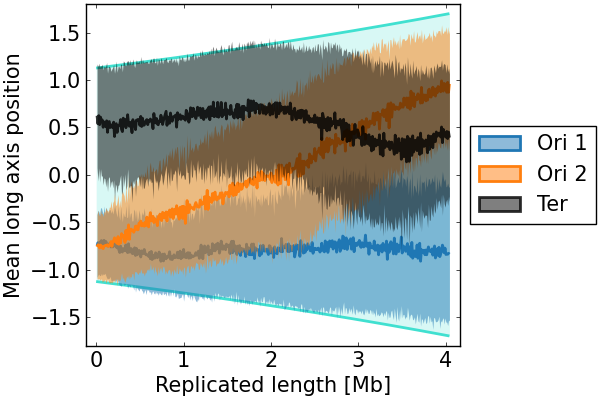 Mean long axis position
1.5
1.0
0.5
0.0
−0.5
−1.0
−1.5
0 1 2 3 4
Replicated length [Mb]
Ori 1
Ori 2
Ter